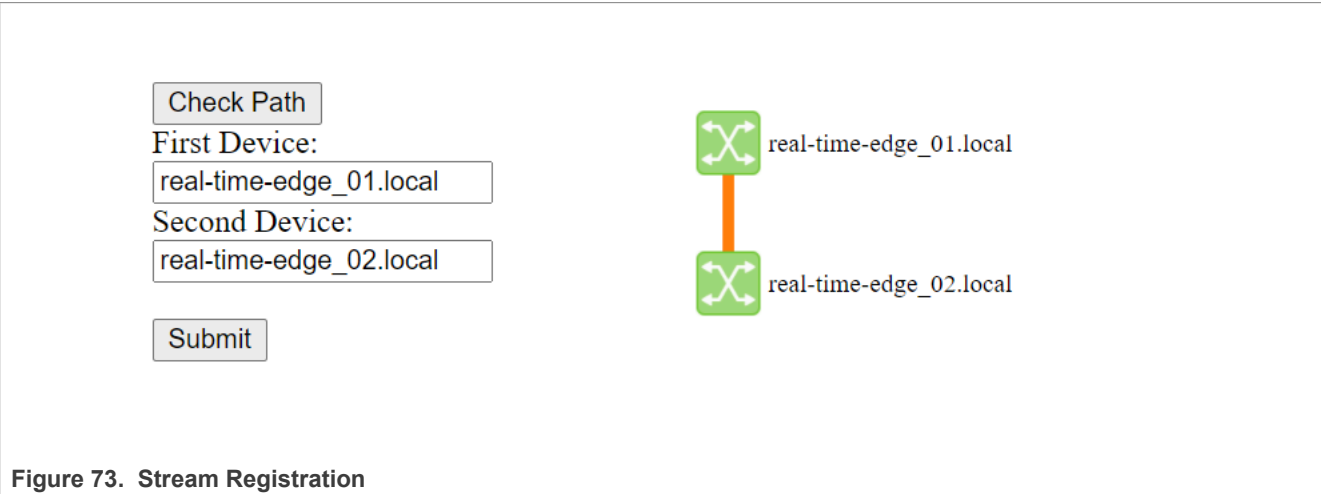 Check Path
First Device:
real-time-edge_01.local
Second Device:
real-time-edge_02.local
Submit
real-time-edge_01.local
real-time-edge_02.local
Figure 73. Stream Registration